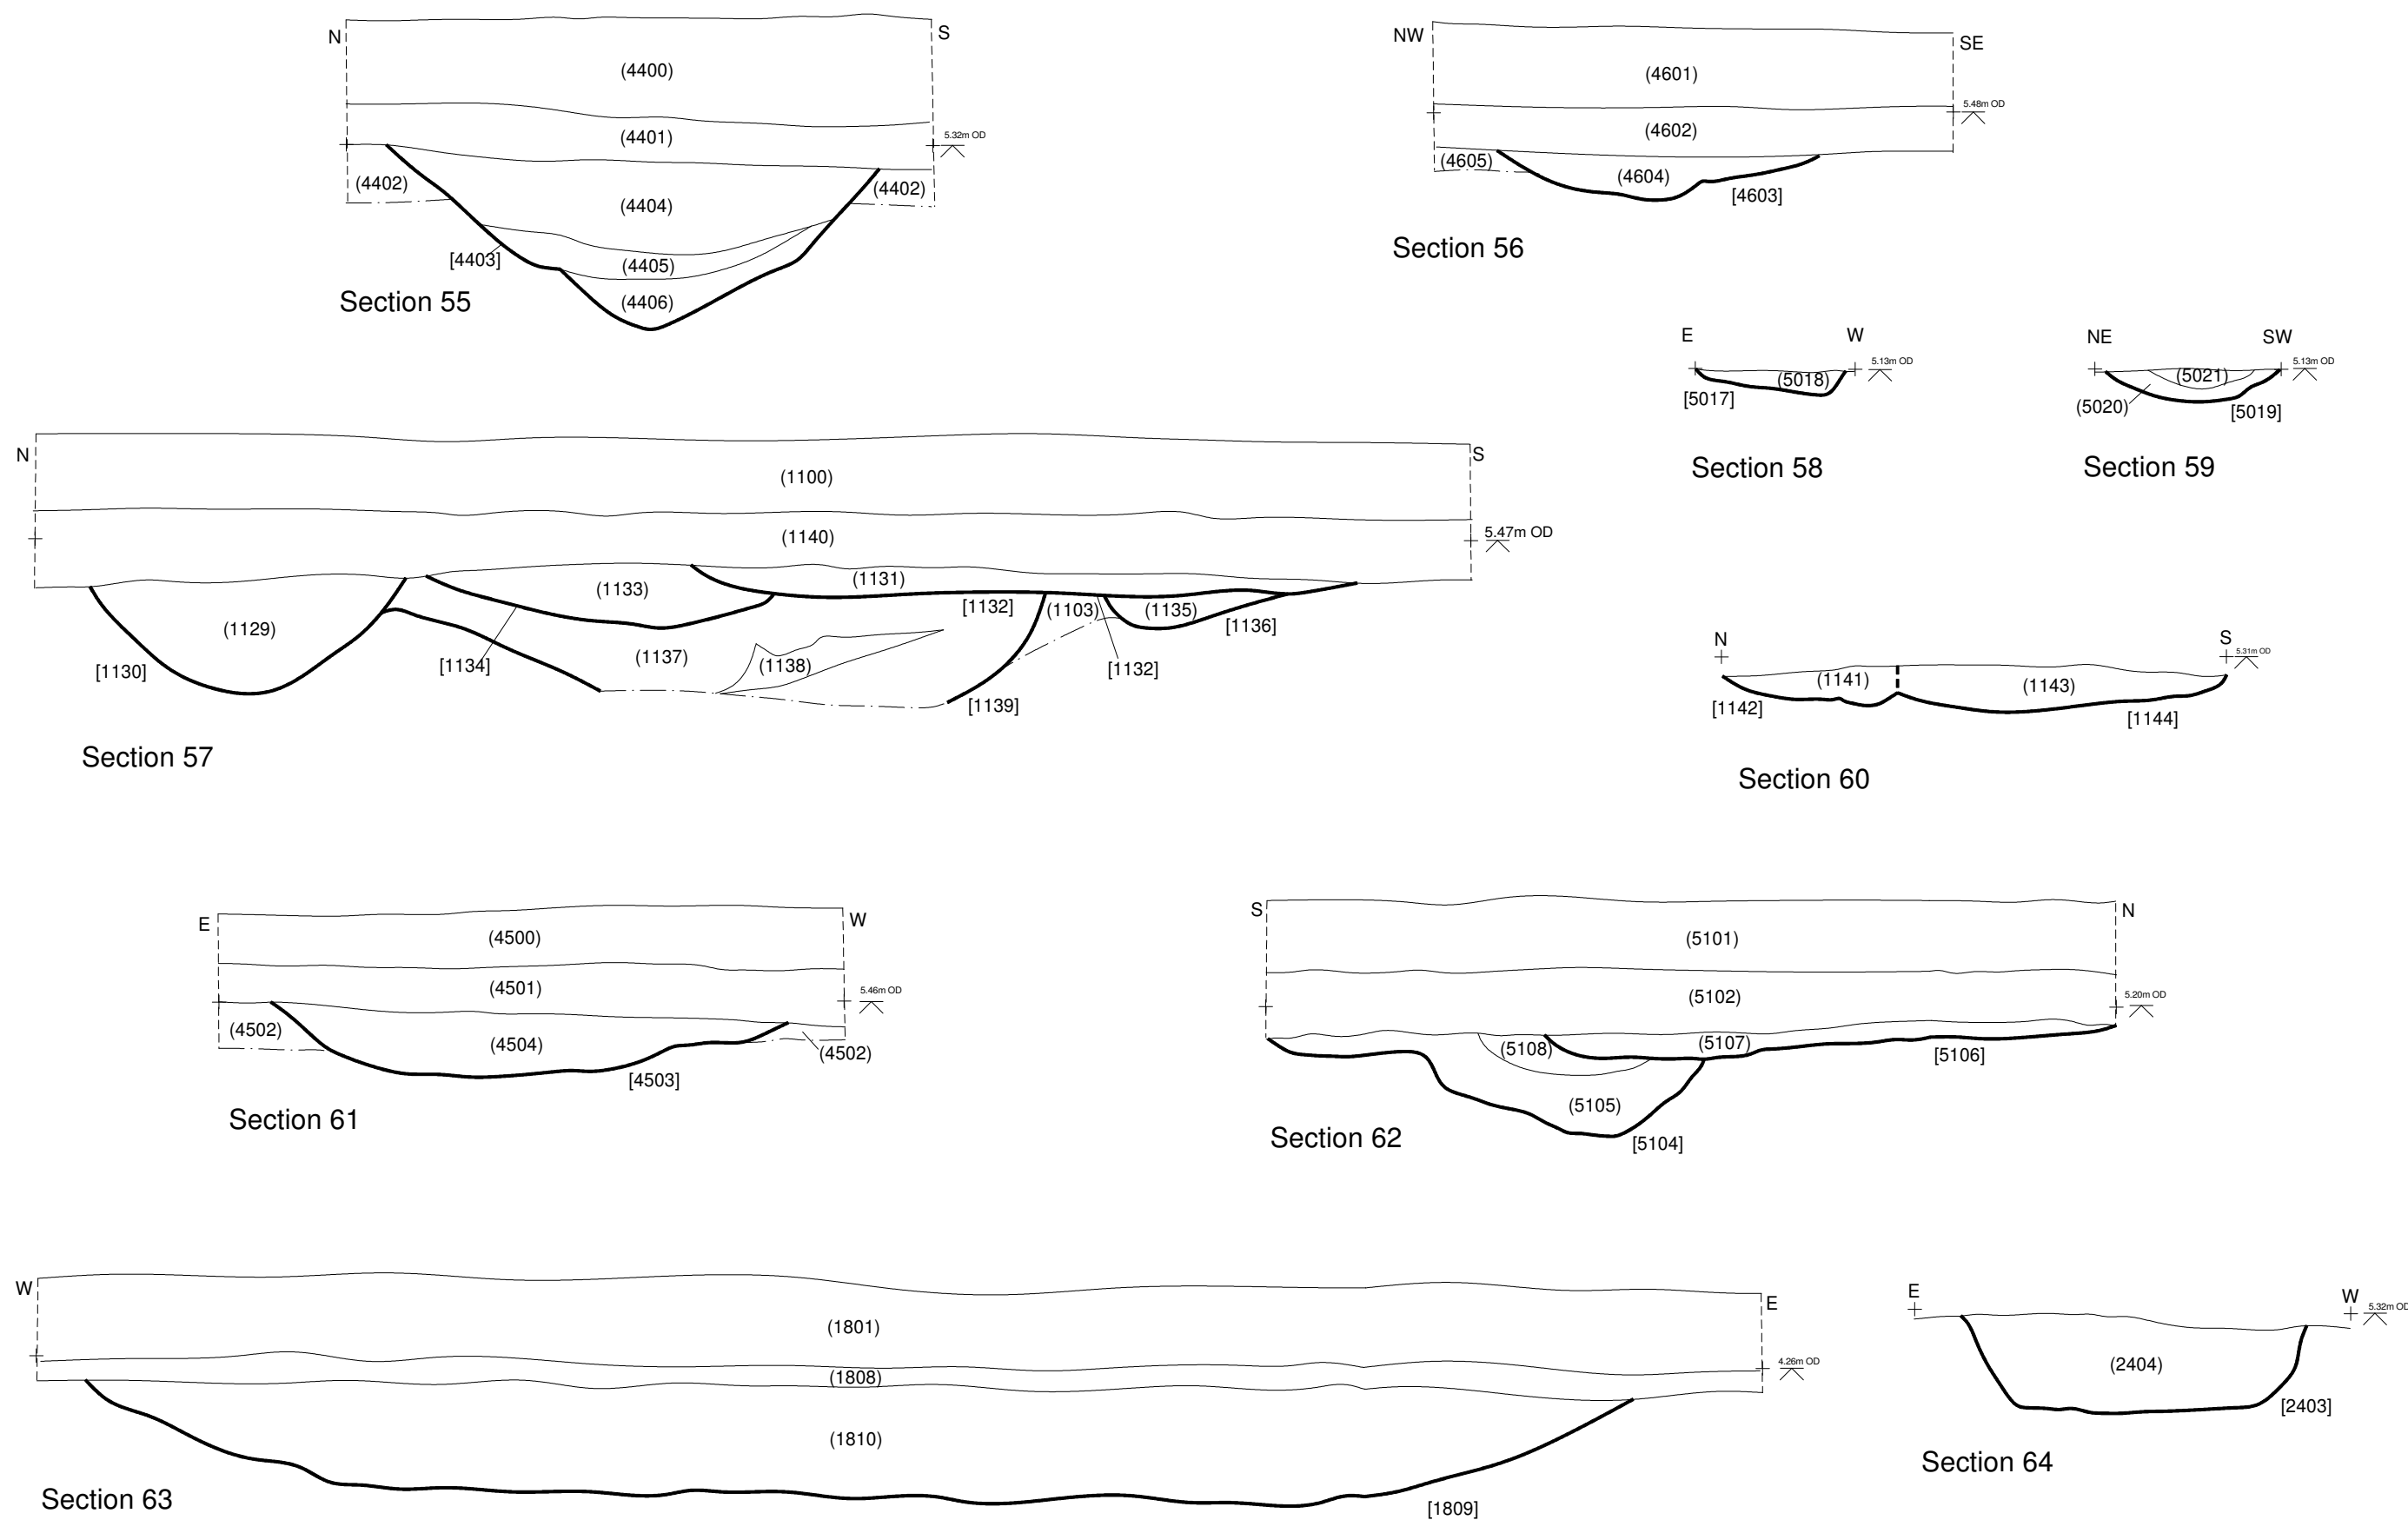 N
S
(4400)
(4401)
5.32m OD
(4402)
(4402)
(4404)
[4403]
(4405)
(4406)
Section 55
NW
SE
(4601)
5.48m OD
(4602)
(4605)
(4604)
[4603]
Section 56
E
W
5.13m OD
(5018)
[5017]
Section 58
NE
SW
5.13m OD
(5021)
(5020)
[5019]
Section 59
N
S
(1100)
(1140)
5.47m OD
(1131)
(1133)
[1132]
(1103)
(1135)
(1129)
[1136]
[1130]
[1134]
(1137)
(1138)
[1132]
[1139]
Section 57
N
S
5.31m OD
(1141)
(1143)
[1142]
[1144]
Section 60
E
W
(4500)
(4501)
5.46m OD
(4502)
(4504)
(4502)
[4503]
Section 61
S
N
(5101)
(5102)
5.20m OD
(5108)
(5107)
[5106]
(5105)
[5104]
Section 62
W
E
(1801)
4.26m OD
(1808)
(1810)
[1809]
Section 63
E
W
5.32m OD
(2404)
[2403]
Section 64